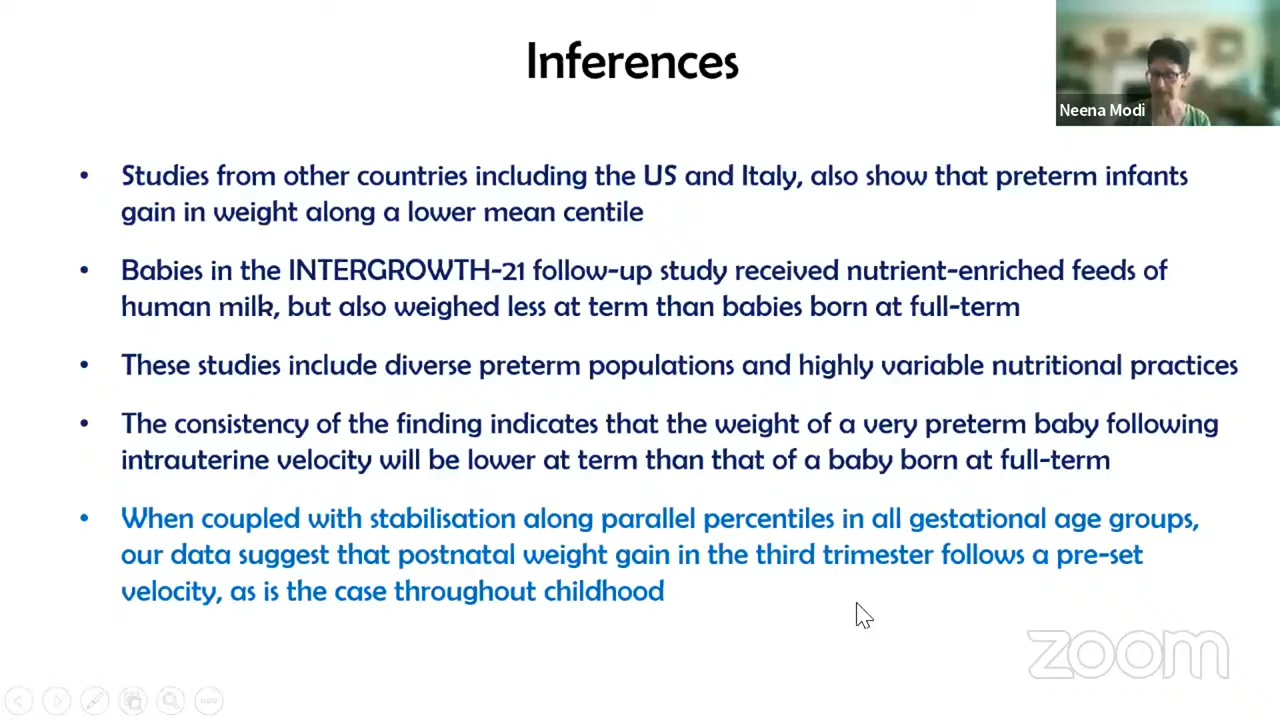 Inferences
Neena Modi
• Studies from other countries including the US and Italy, also show that preterm infants
gain in weight along a lower mean centile
• Babies in the INTERGROWTH-21 follow-up study received nutrient-enriched feeds of
human milk, but also weighed less at term than babies born at full-term
• These studies include diverse preterm populations and highly variable nutritional practices
• The consistency of the finding indicates that the weight of a very preterm baby following
intrauterine velocity will be lower at term than that of a baby born at full-term
• When coupled with stabilisation along parallel percentiles in all gestational age groups,
our data suggest that postnatal weight gain in the third trimester follows a pre-set
velocity, as is the case throughout childhood
zoom